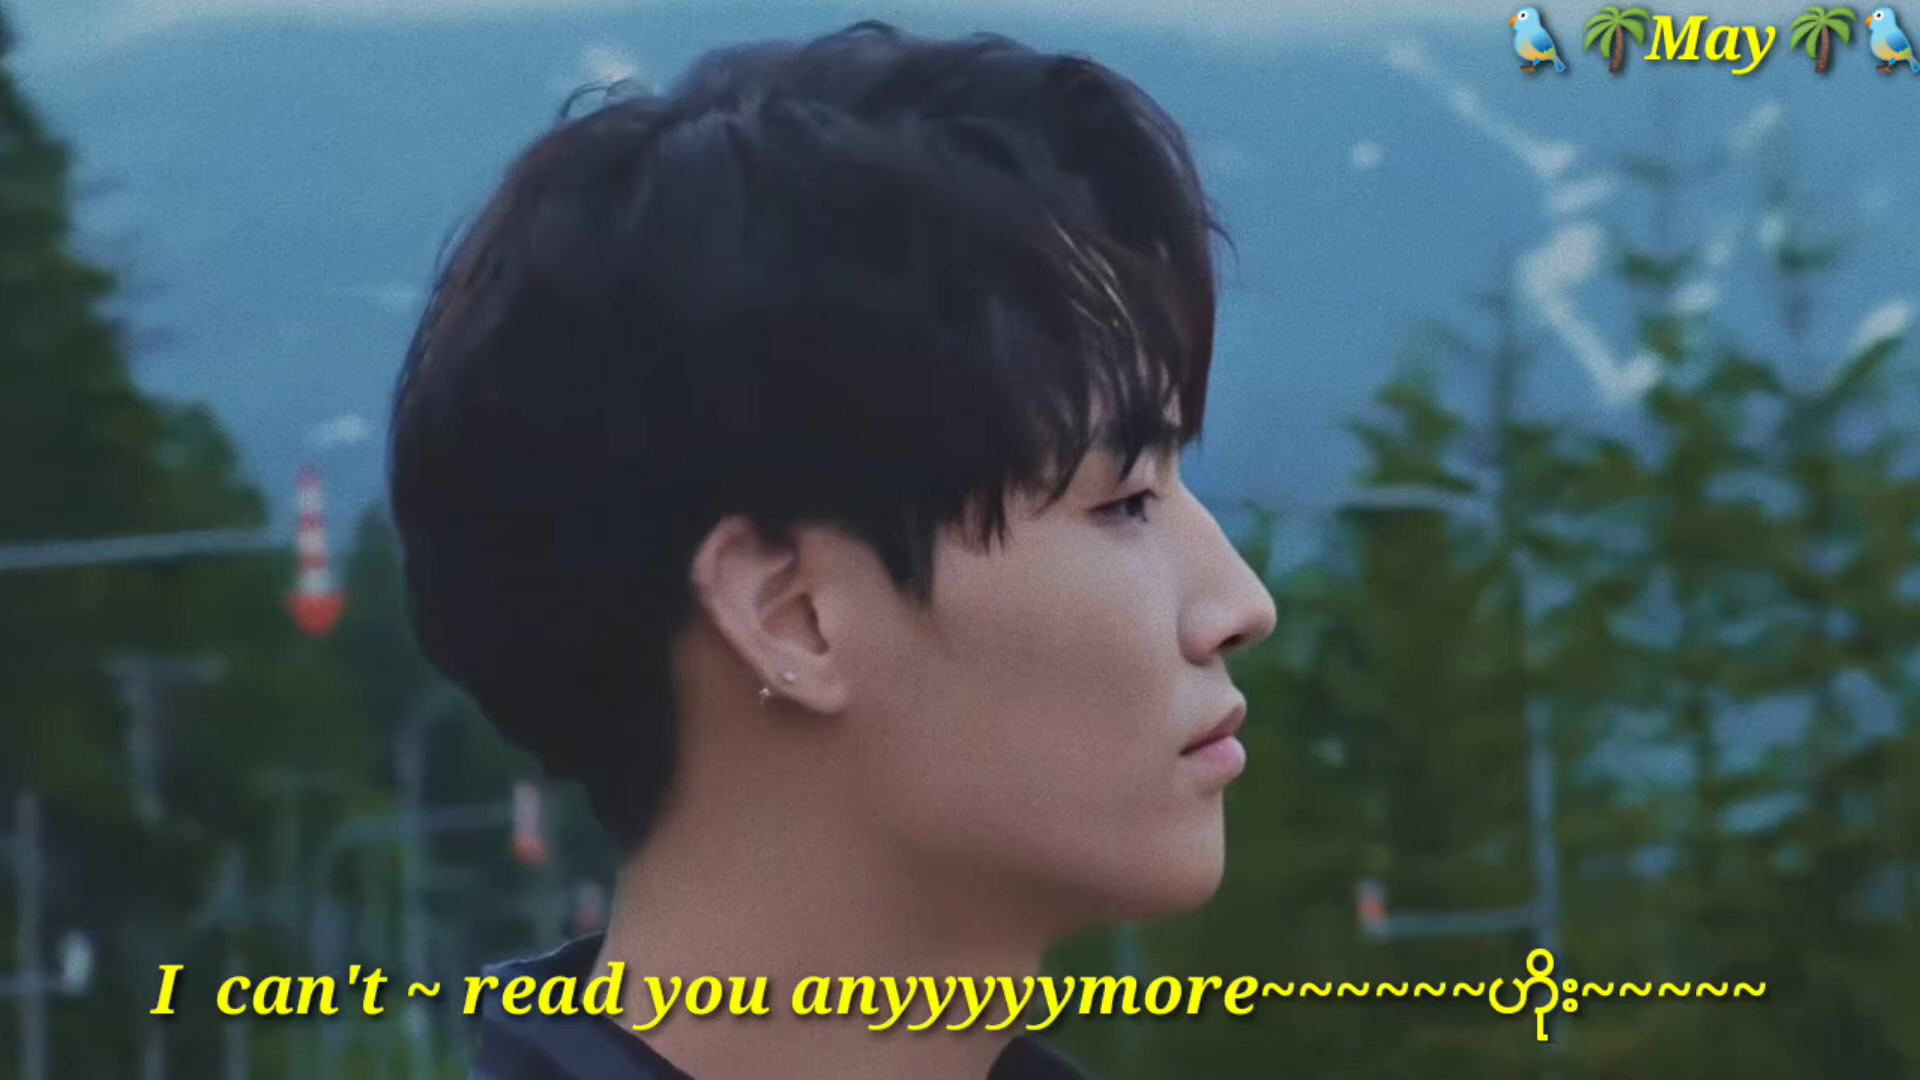 🐦🌴May🌴🐦
I can't ~ read you anyyyyymore~~~~~~ဟိုး~~~~~